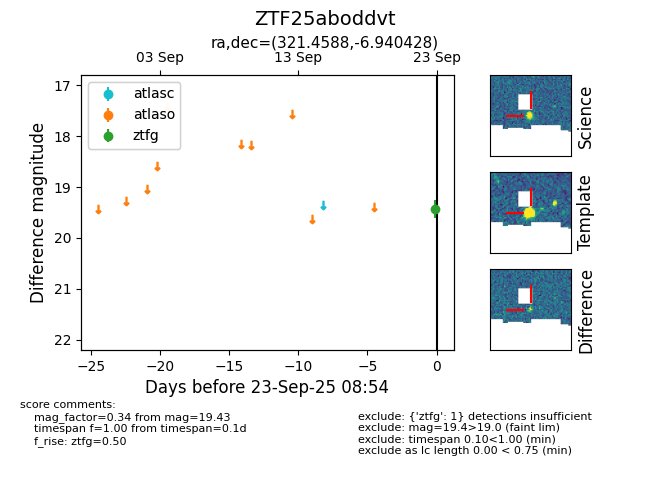 ZTF25aboddvt
ra,dec=(321.4588,-6.940428)
03 Sep
13 Sep
23 Sep
atlasc
atlaso
ztfg
17
18
19
20
21
22
Difference magnitude
−25
−20
−15
−10
−5
0
Days before 23-Sep-25 08:54
Science
Template
Difference
score comments:
mag_factor=0.34 from mag=19.43
timespan f=1.00 from timespan=0.1d
f_rise: ztfg=0.50
exclude: {'ztfg': 1} detections insufficient
exclude: mag=19.4>19.0 (faint lim)
exclude: timespan 0.10<1.00 (min)
exclude as lc length 0.00 < 0.75 (min)